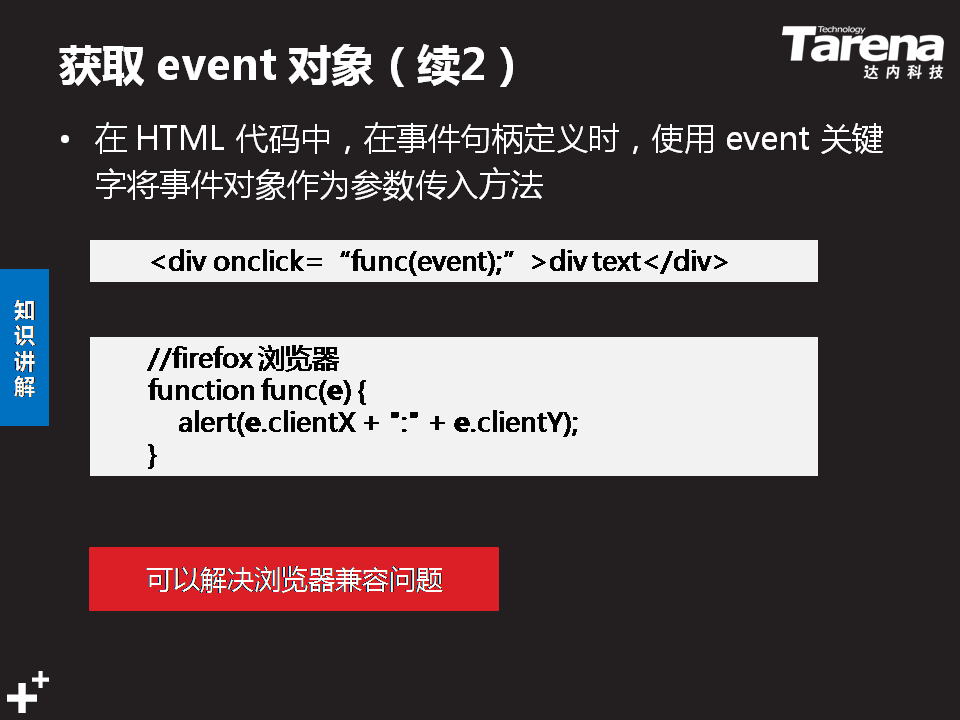 获取 event 对象（续2）
Technology
Tarena
达内科技
• 在 HTML 代码中，在事件句柄定义时，使用 event 关键
字将事件对象作为参数传入方法
<div onclick= “func(event);” >div text</div>
知识讲解
//firefox 浏览器
function func(e) {
alert(e.clientX + ":" + e.clientY);
}
可以解决浏览器兼容问题